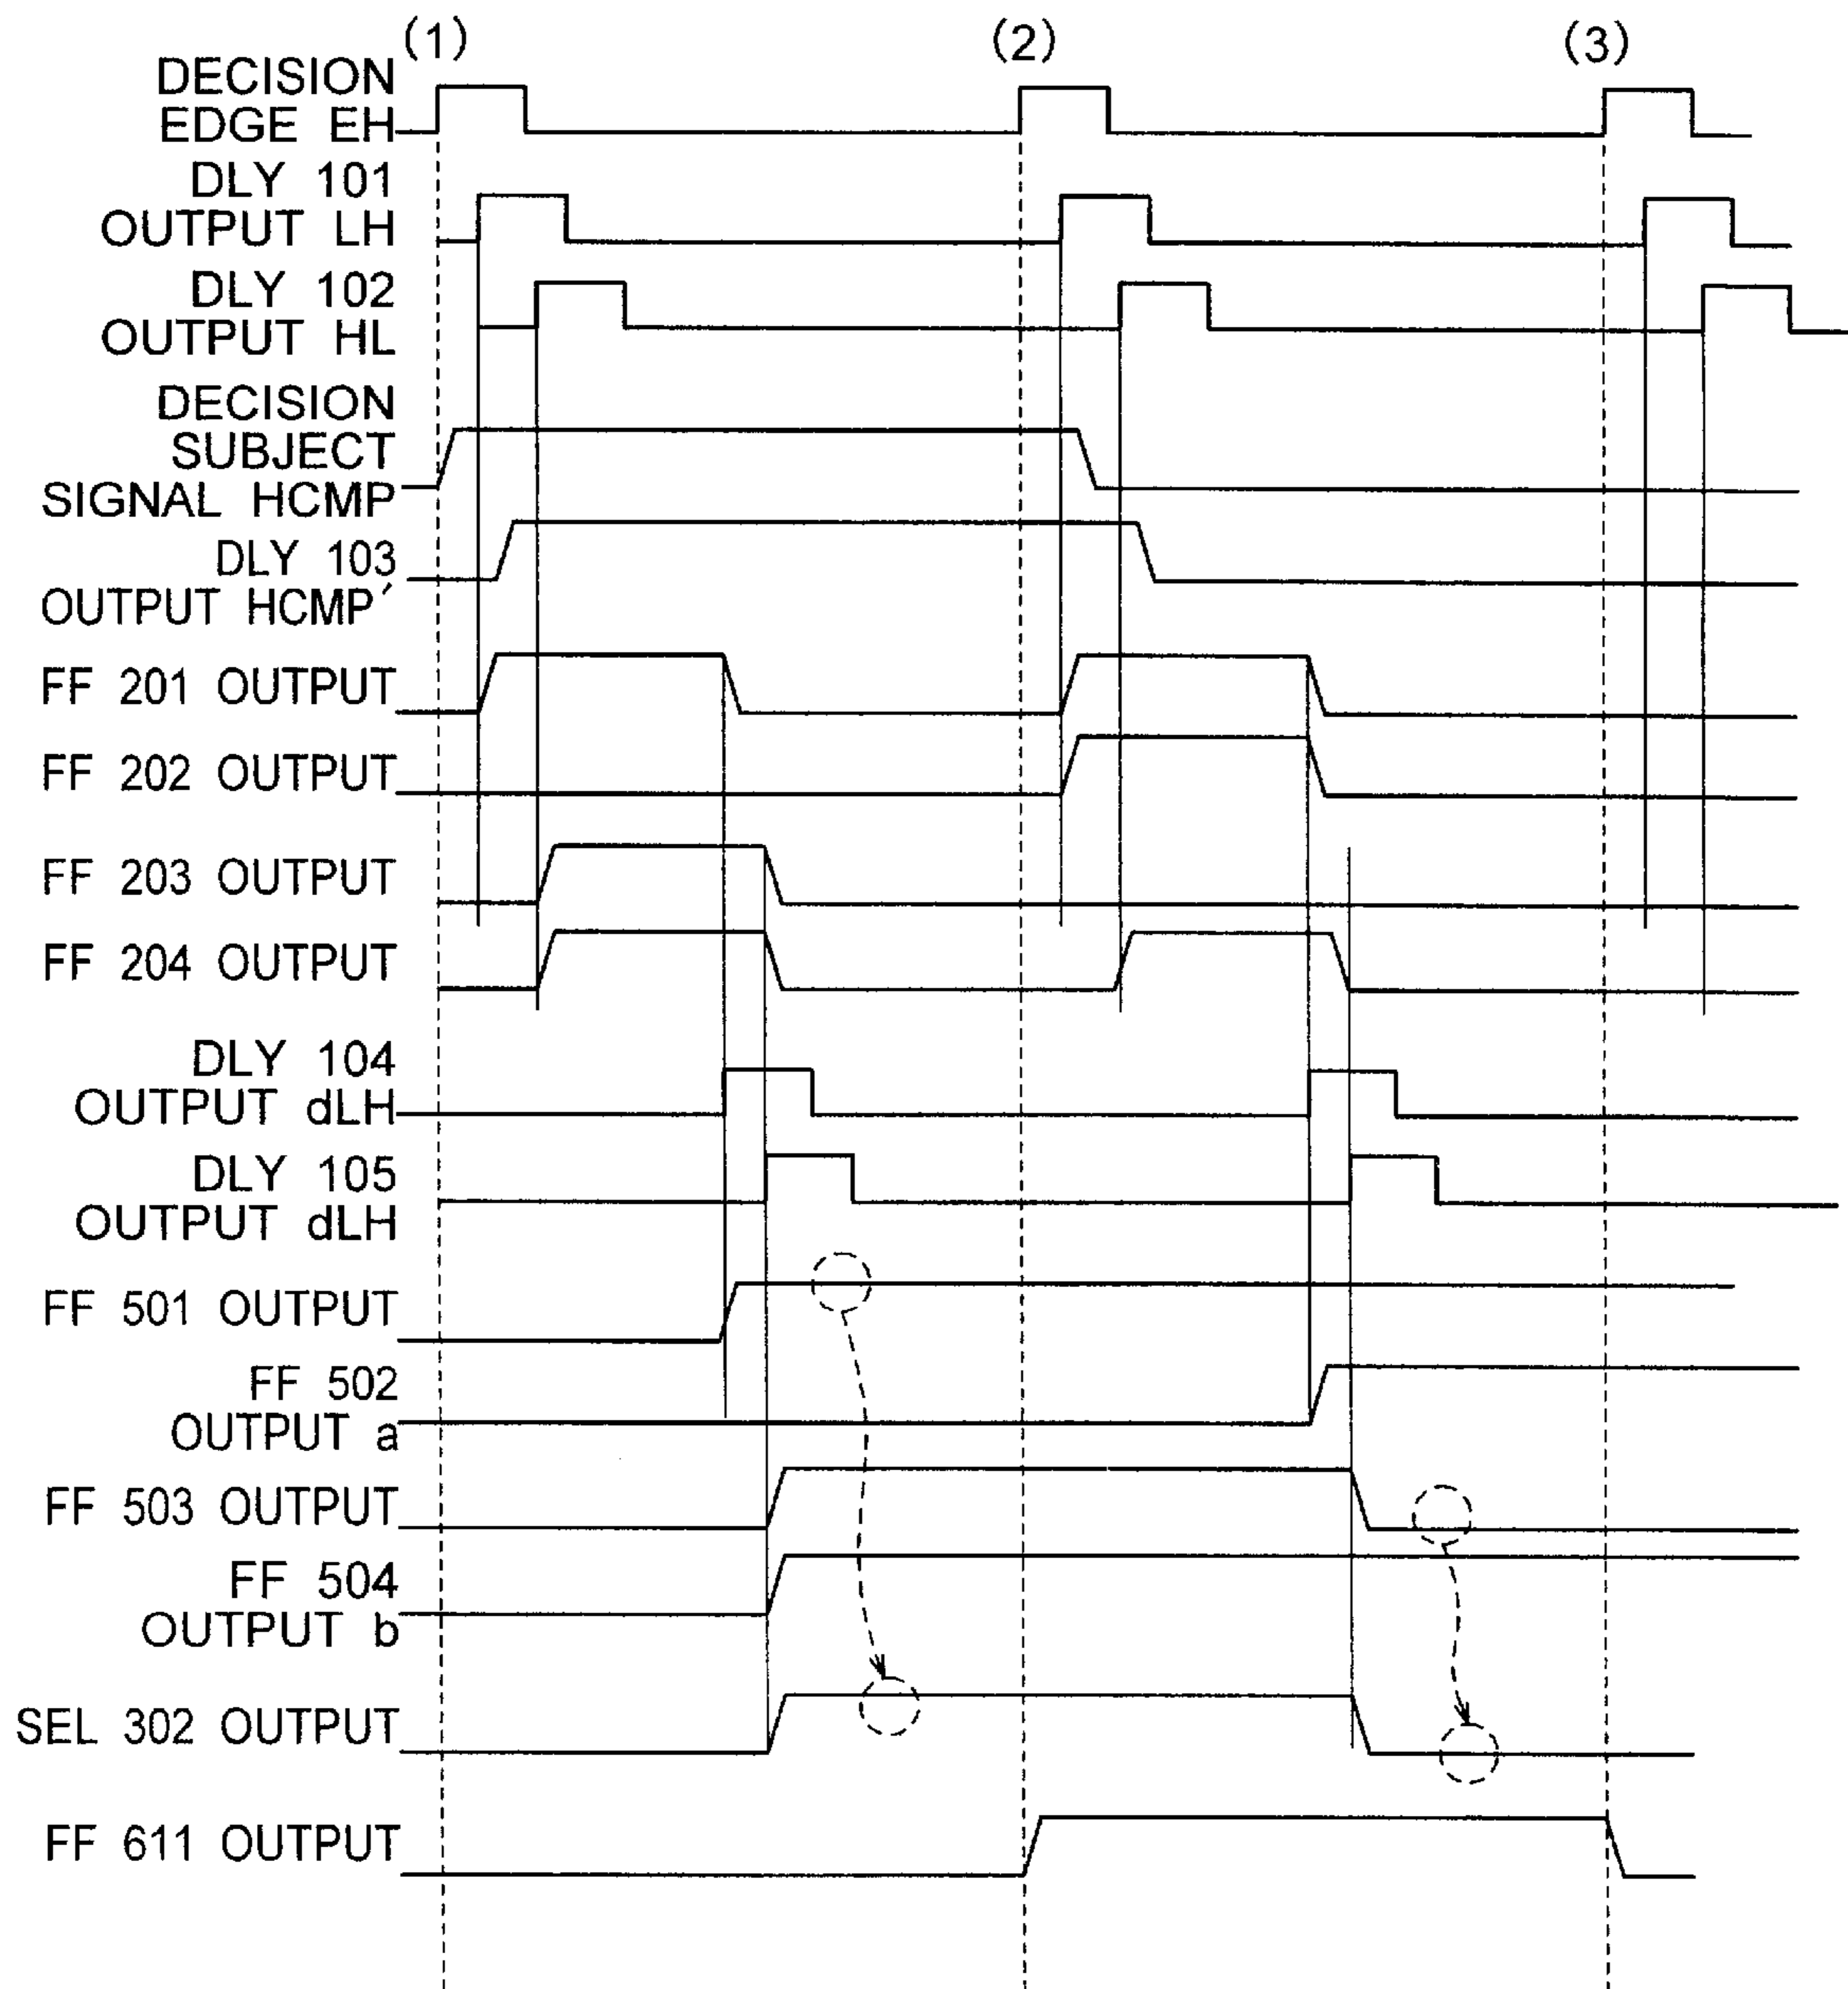 (1) (2) (3)
DECISION
EDGE EH
DLY 101
OUTPUT LH
DLY 102
OUTPUT HL
DECISION
SUBJECT
SIGNAL HCMP
DLY 103
OUTPUT HCMP′
FF 201 OUTPUT
FF 202 OUTPUT
FF 203 OUTPUT
FF 204 OUTPUT
DLY 104
OUTPUT dLH
DLY 105
OUTPUT dLH
FF 501 OUTPUT
FF 502
OUTPUT a
FF 503 OUTPUT
FF 504
OUTPUT b
SEL 302 OUTPUT
FF 611 OUTPUT